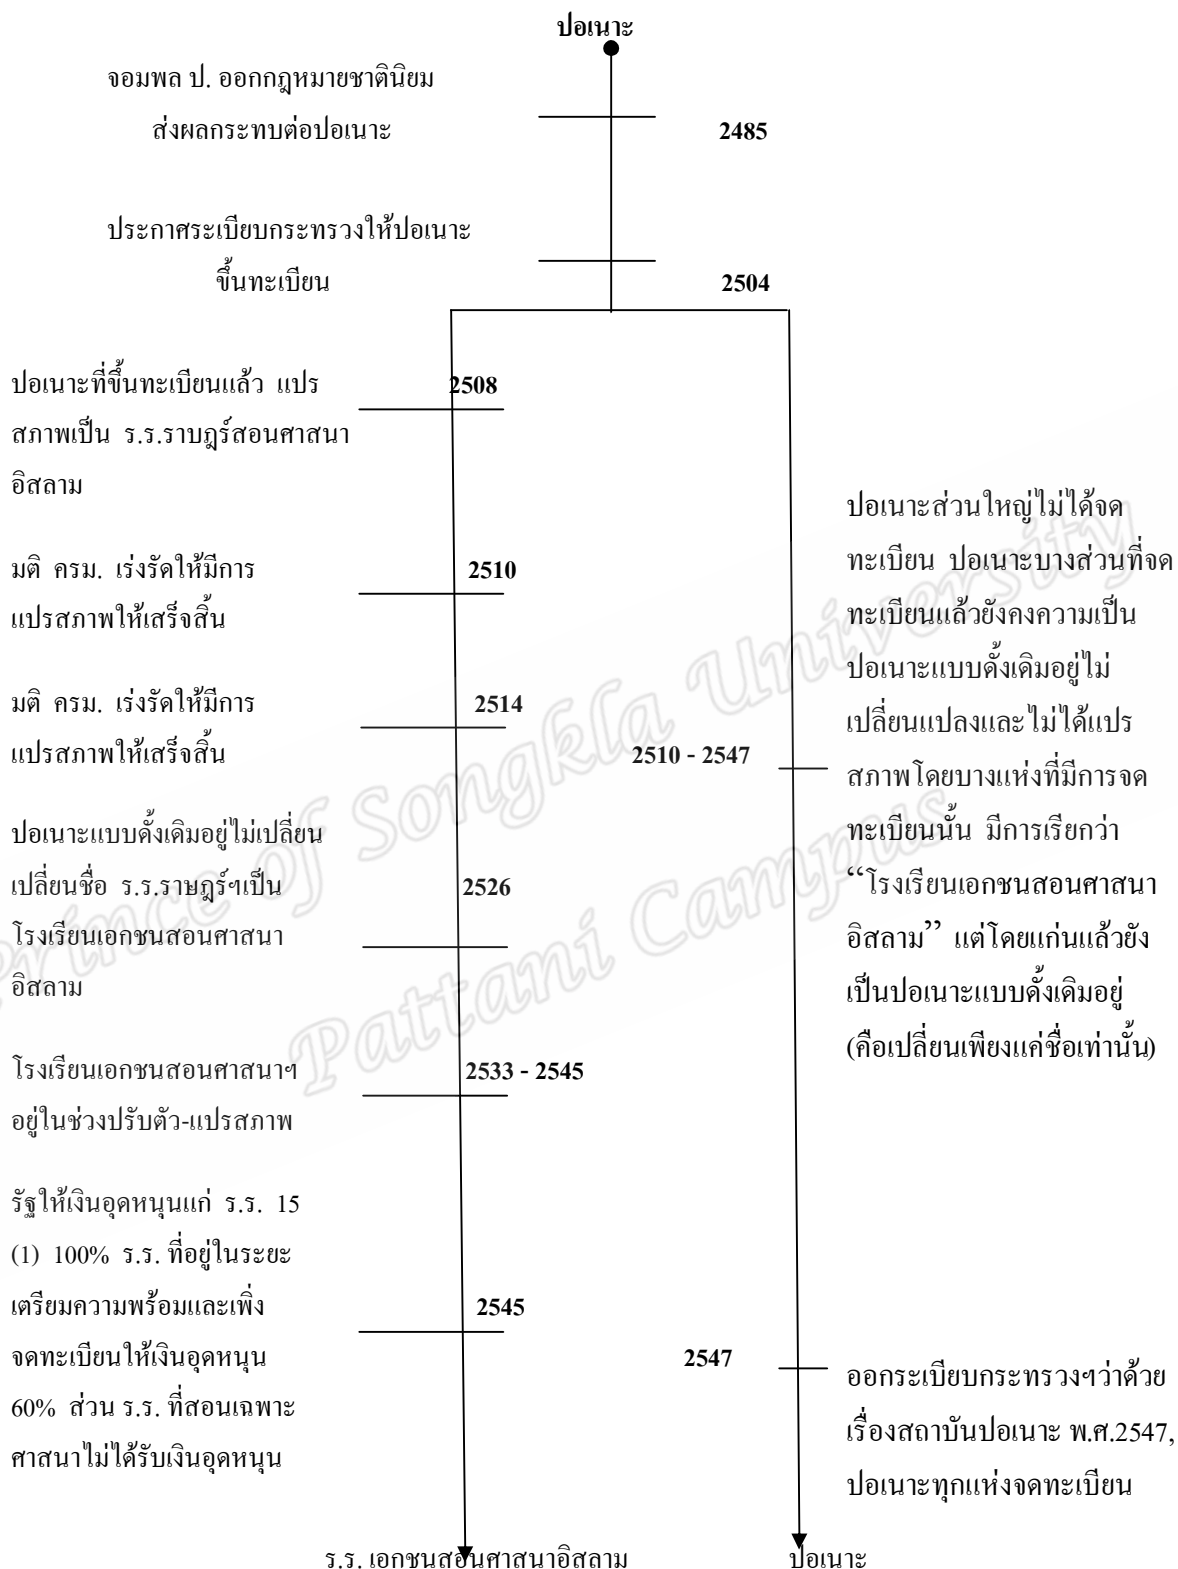 ปอเนาะ
จอมพล ป. ออกกฎหมายชาตินิยม
ส่งผลกระทบต่อปอเนาะ
2485
ประกาศระเบียบกระทรวงให้ปอเนาะ
ขึ้นทะเบียน
2504
ปอเนาะที่ขึ้นทะเบียนแล้ว แปร
สภาพเป็น ร.ร.ราบฎร์สอนศาสนา
อิสลาม
2508
มติ ครม. เร่งรัดให้มีการ
แปรสภาพให้เสร็จสิ้น
2510
มติ ครม. เร่งรัดให้มีการ
แปรสภาพให้เสร็จสิ้น
2514
ปอเนาะแบบดั้งเดิมอยู่ไม่เปลี่ยน
เปลี่ยนชื่อ ร.ร.ราษฎร์ฯเป็น
โรงเรียนเอกชนสอนศาสนา
อิสลาม
2526
โรงเรียนเอกชนสอนศาสนาฯ
อยู่ในช่วงปรับตัว-แปรสภาพ
2533 - 2545
รัฐให้เงินอุดหนุนแก่ ร.ร. 15
(1) 100% ร.ร. ที่อยู่ในระยะ
เตรียมความพร้อมและเพิ่ง
จดทะเบียนให้เงินอุดหนุน
60% ส่วน ร.ร. ที่สอนเฉพาะ
ศาสนาไม่ได้รับเงินอุดหนุน
2545
ร.ร. เอกชนสอนศาสนาอิสลาม
2510 - 2547
ปอเนาะส่วนใหญ่ไม่ได้จด
ทะเบียน ปอเนาะบางส่วนที่จด
ทะเบียนแล้วยังคงความเป็น
ปอเนาะแบบดั้งเดิมอยู่ไม่
เปลี่ยนแปลงและไม่ได้แปร
สภาพโดยบางแห่งที่มีการจด
ทะเบียนนั้น มีการเรียกว่า
“โรงเรียนเอกชนสอนศาสนา
อิสลาม” แต่โดยแก่นแล้วยัง
เป็นปอเนาะแบบดั้งเดิมอยู่
(คือเปลี่ยนเพียงแค่ชื่อเท่านั้น)
2547
ออกระเบียบกระทรวงฯว่าด้วย
เรื่องสถาบันปอเนาะ พ.ศ.2547,
ปอเนาะทุกแห่งจดทะเบียน
ปอเนาะ
Prince of Songkla University
Pattani Campus